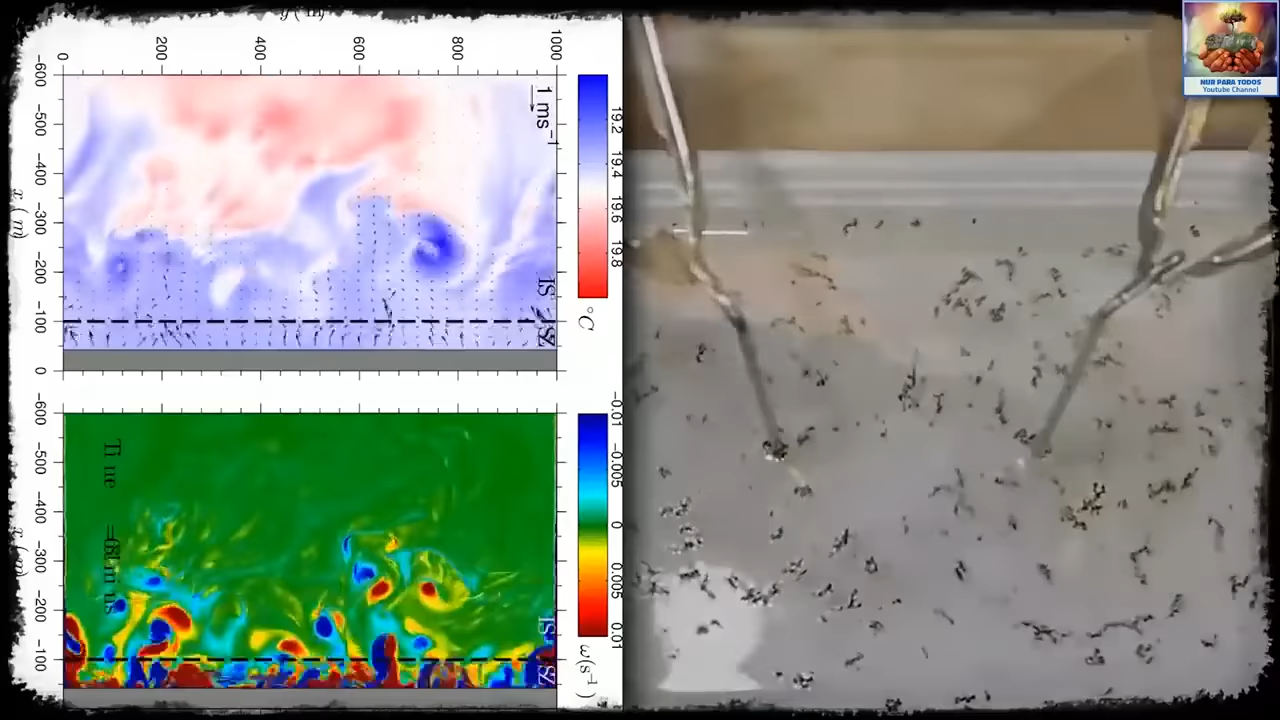 0
200
400
600
800
1000
-600
-500
-400
-300
-200
-100
0
x (m)
1 ms⁻¹
IS
SZ
19.2
19.4
19.6
19.8
°C
-600
-500
-400
-300
-200
-100
IS
SZ
-0.01
-0.005
0
0.005
0.01
ω(s⁻¹)
NUR PARA TODOS
Youtube Channel